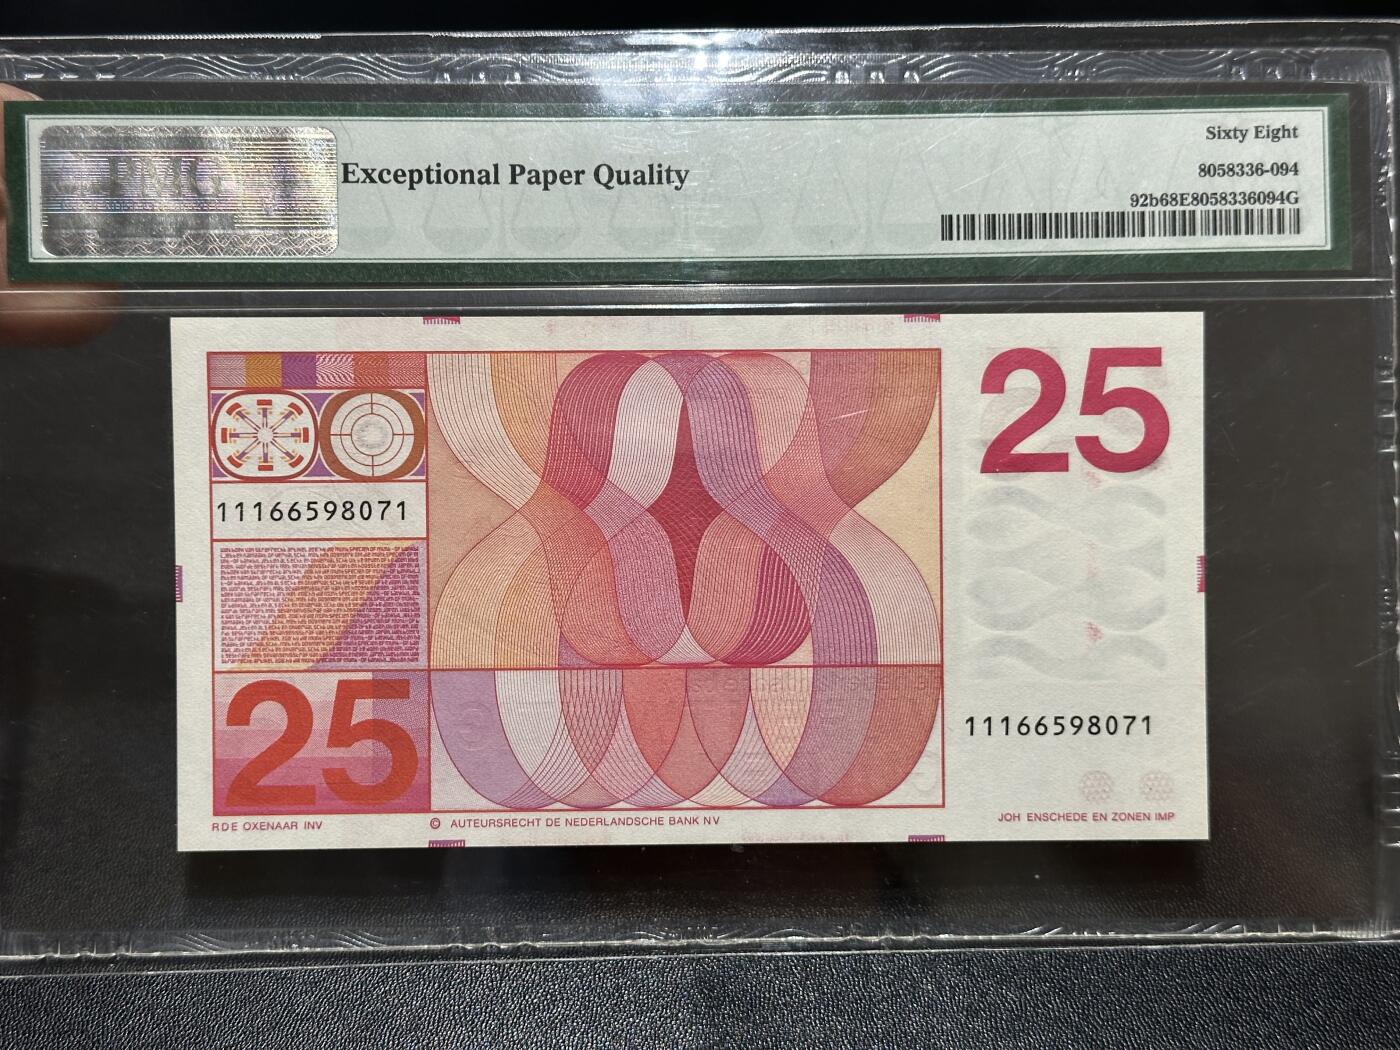 PMG
Exceptional Paper Quality
Sixty Eight
8058336-094
92b68E8058336094G
25
11166598071
25
11166598071
RDE OXENAAR INV
© AUTEURSRECHT DE NEDERLANDSCHE BANK NV
JOH ENSCHEDE EN ZONEN IMP